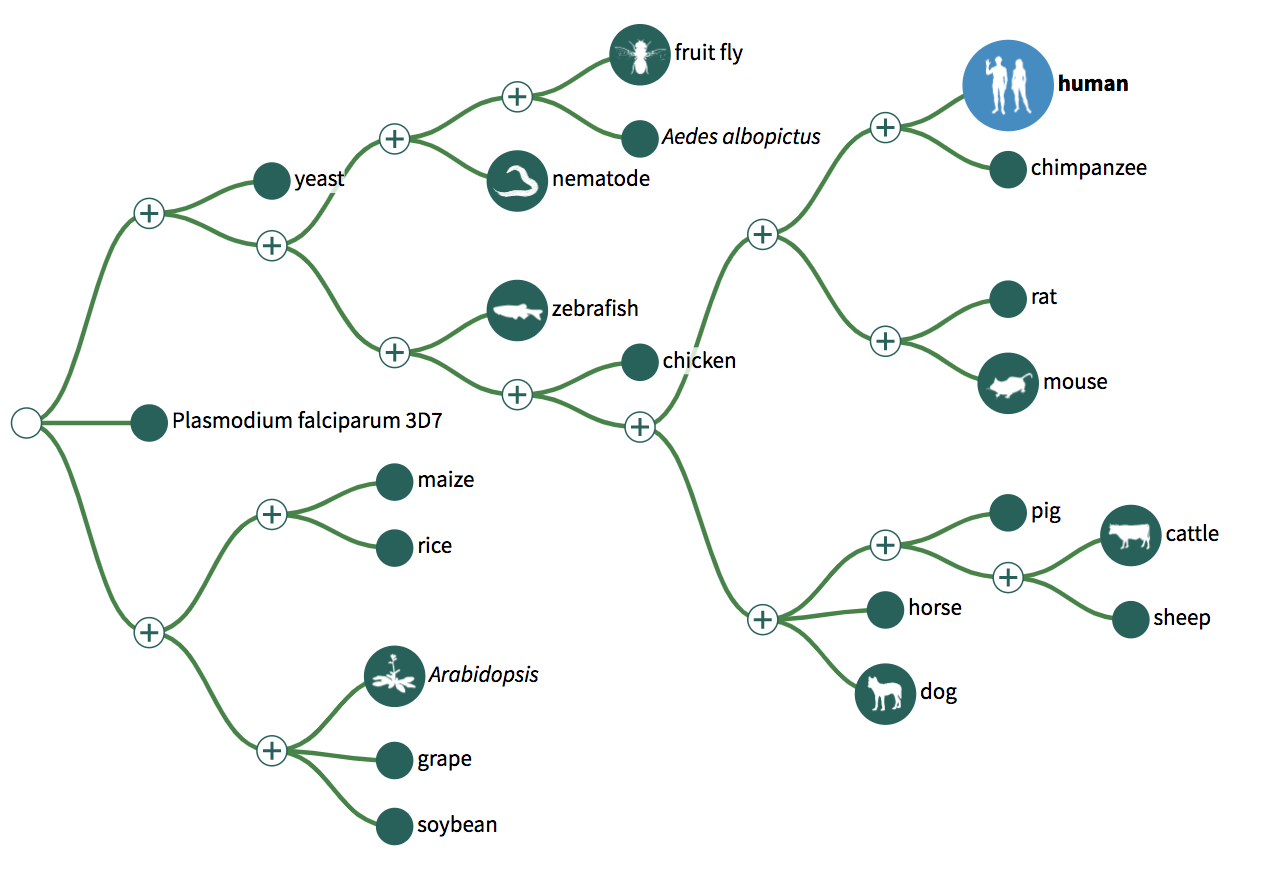 fruit fly
human
Aedes albopictus
chimpanzee
yeast
nematode
rat
zebrafish
chicken
mouse
Plasmodium falciparum 3D7
maize
pig
cattle
rice
horse
sheep
Arabidopsis
dog
grape
soybean